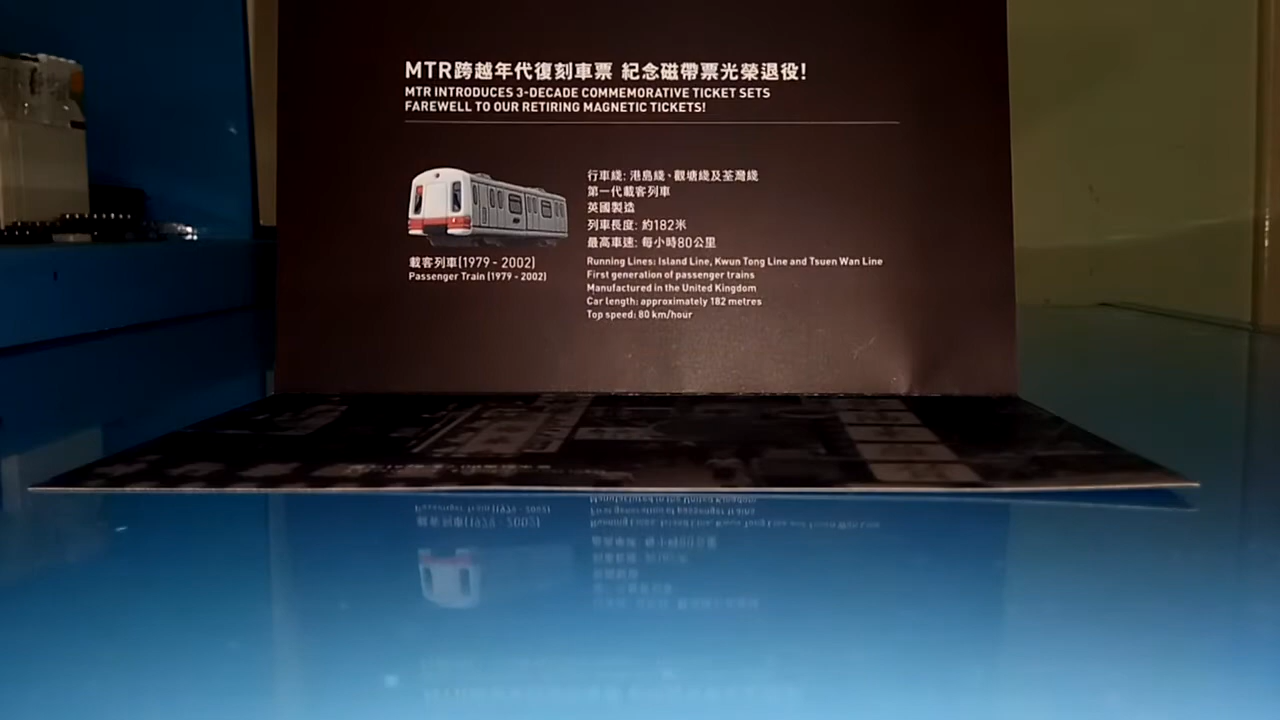 MTR跨越年代復刻車票 紀念磁帶票光榮退役!
MTR INTRODUCES 3-DECADE COMMEMORATIVE TICKET SETS
FAREWELL TO OUR RETIRING MAGNETIC TICKETS!
行車綫: 港島綫、觀塘綫及荃灣綫
第一代載客列車
英國製造
列車長度: 約182米
最高車速: 每小時80公里
載客列車(1979 - 2002)
Passenger Train (1979 - 2002)
Running Lines: Island Line, Kwun Tong Line and Tsuen Wan Line
First generation of passenger trains
Manufactured in the United Kingdom
Car length: approximately 182 metres
Top speed: 80 km/hour